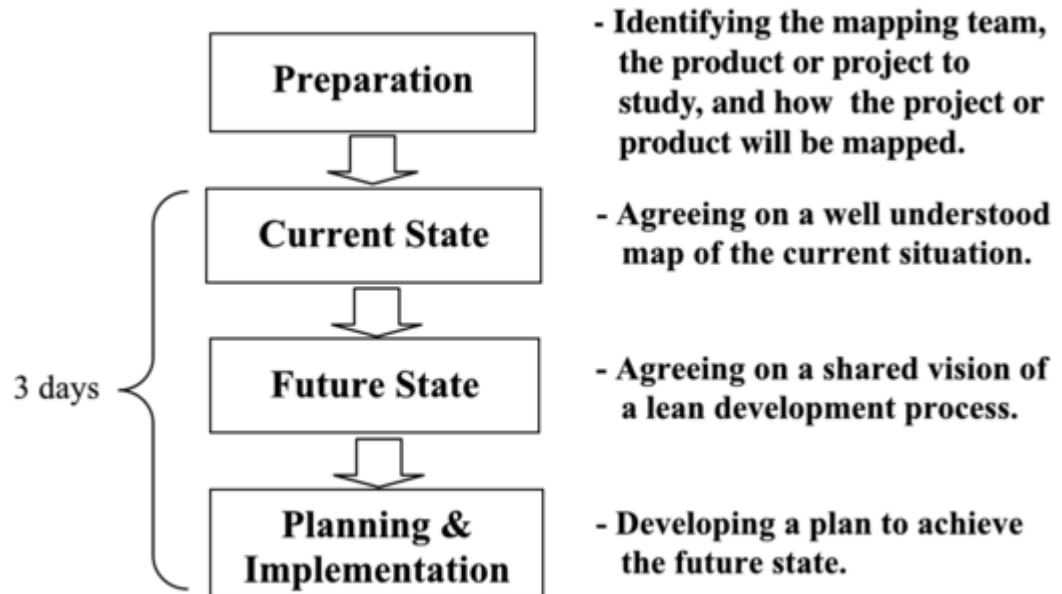 Preparation
- Identifying the mapping team,
the product or project to
study, and how the project or
product will be mapped.
Current State
- Agreeing on a well understood
map of the current situation.
3 days
Future State
- Agreeing on a shared vision of
a lean development process.
Planning &
Implementation
- Developing a plan to achieve
the future state.